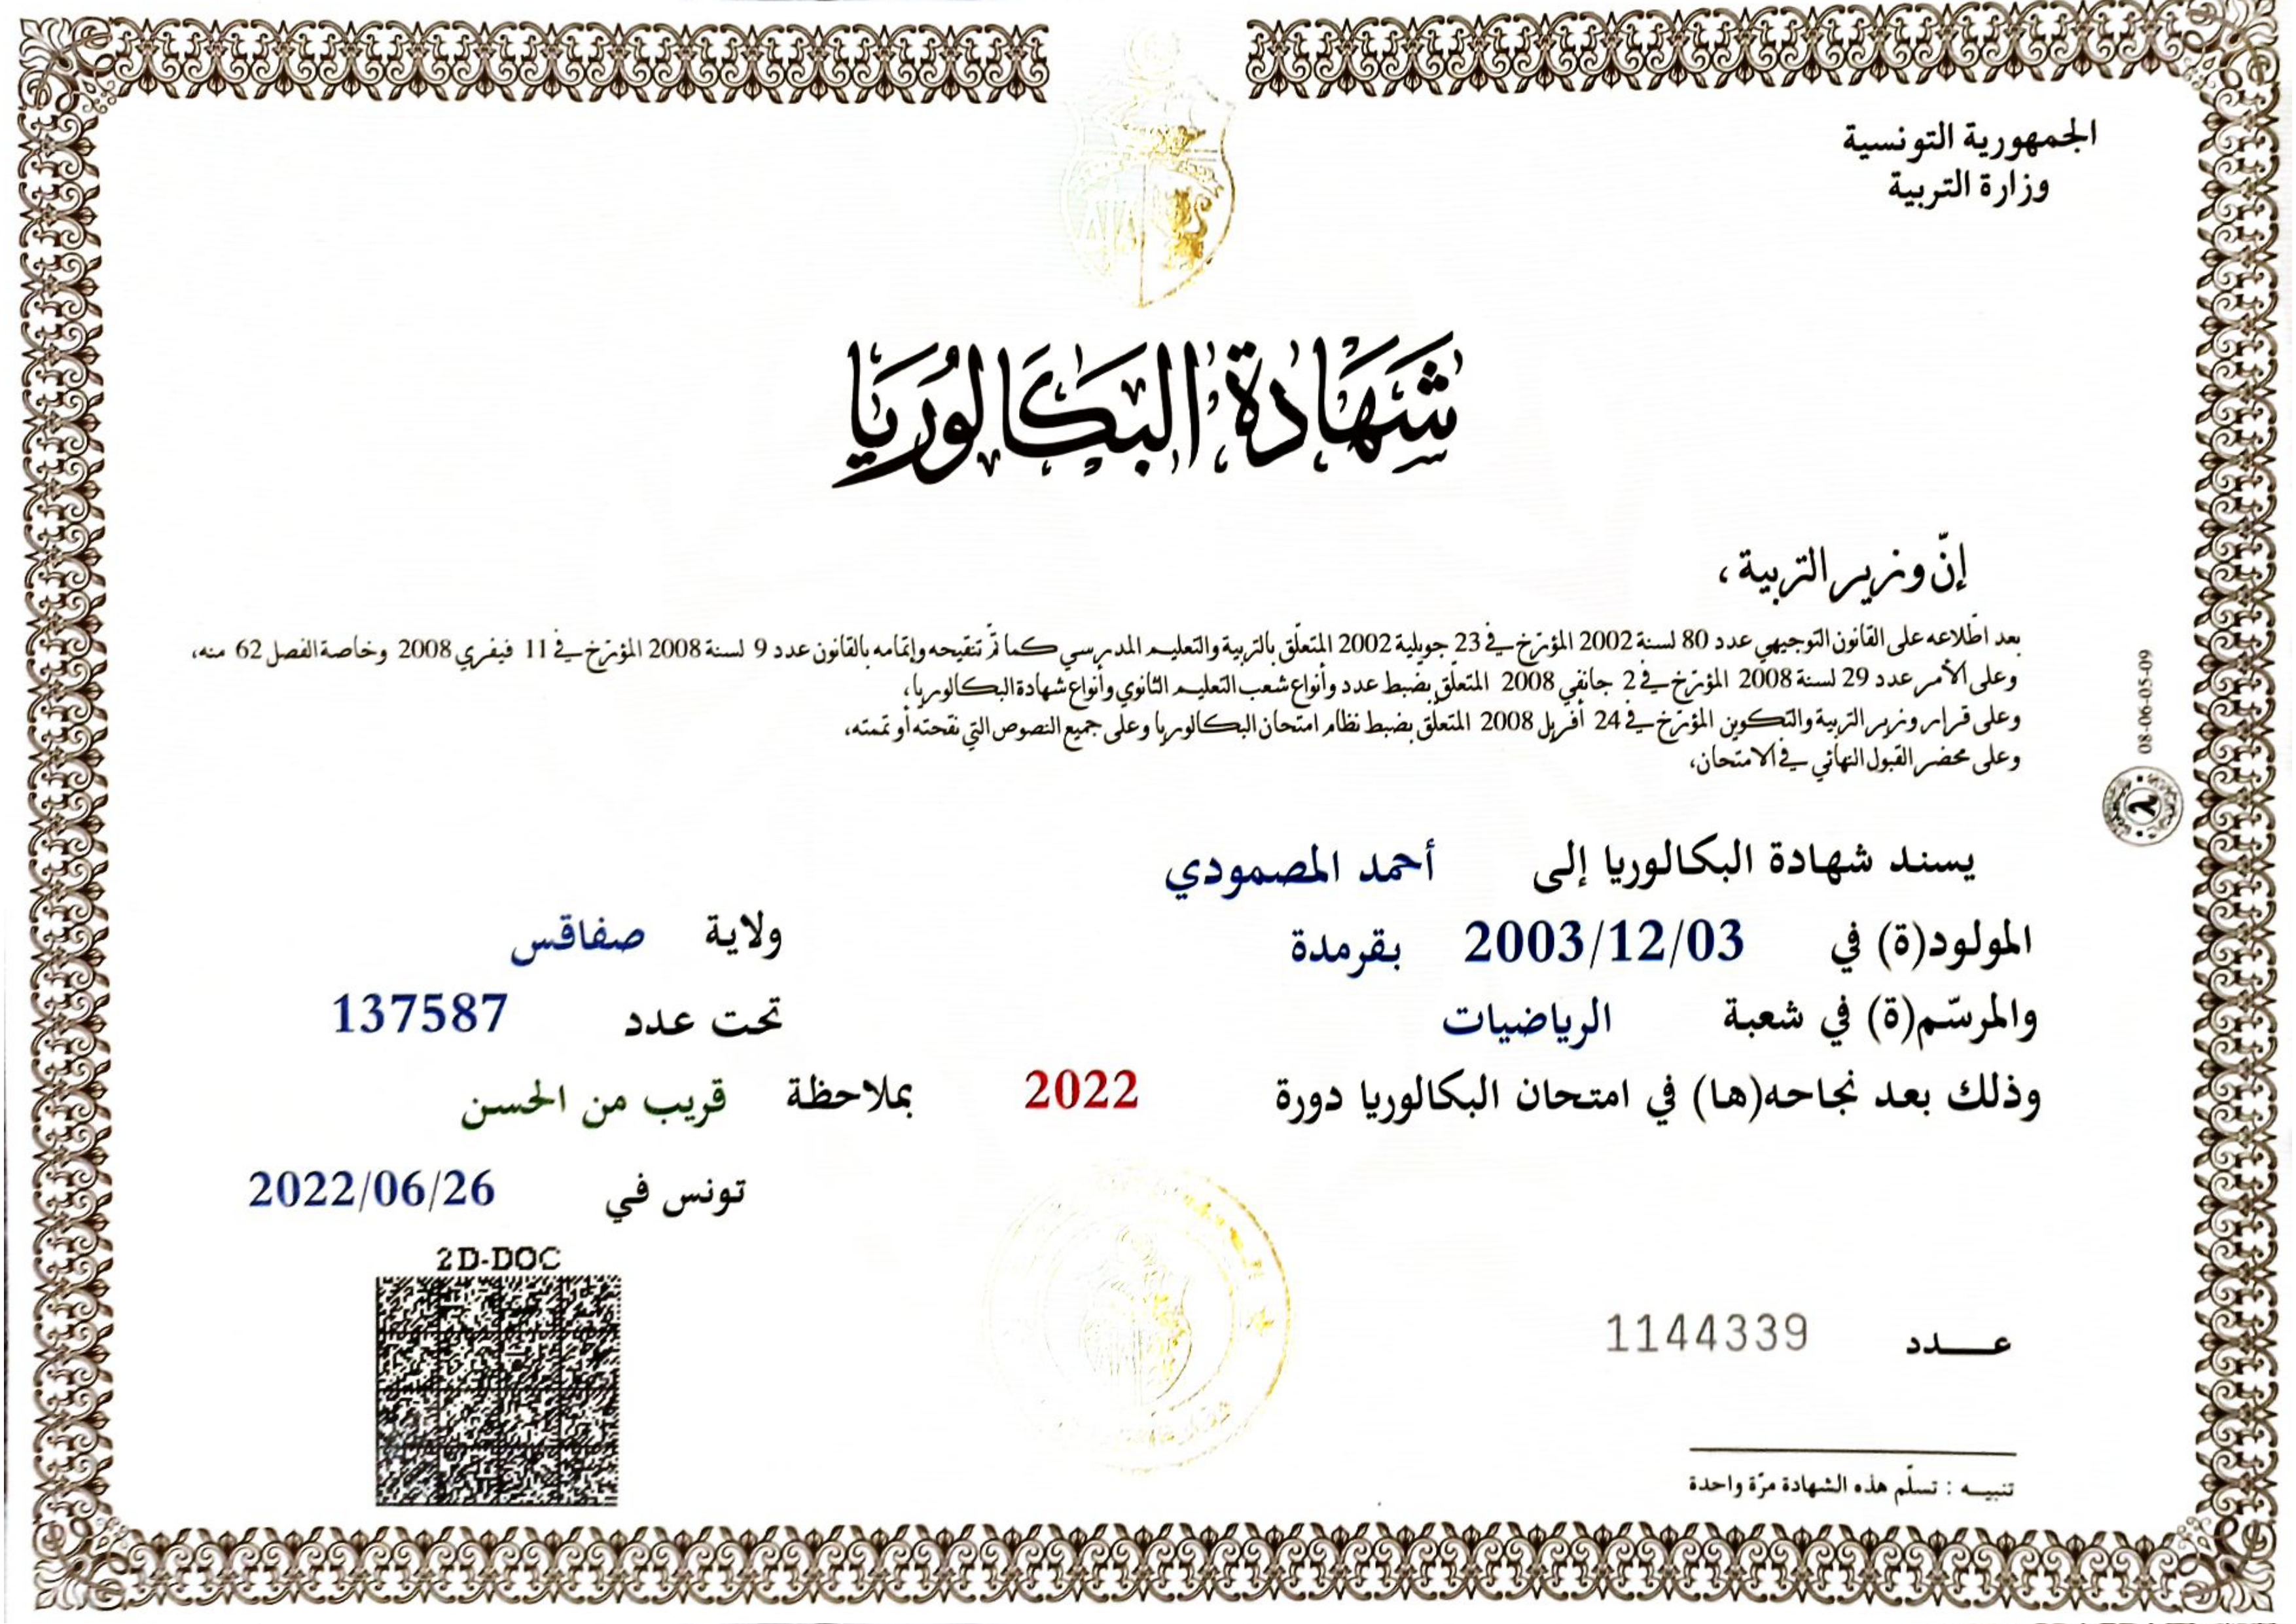 الجمهورية التونسية
وزارة التربية
شَهَادَةُ البَكَالُورِيَا
إنّ وزير التربية،
بعد اطّلاعه على القانون التوجيهي عدد 80 لسنة 2002 المؤرّخ في 23 جويلية 2002 المتعلّق بالتربية والتعليم المدرسي كما تمّ تنقيحه وإتمامه بالقانون عدد 9 لسنة 2008 المؤرّخ في 11 فيفري 2008 وخاصة الفصل 62 منه،
وعلى الأمر عدد 29 لسنة 2008 المؤرّخ في 2 جانفي 2008 المتعلّق بضبط عدد وأنواع شعب التعليم الثانوي وأنواع شهادة البكالوريا،
وعلى قرار وزير التربية والتكوين المؤرّخ في 24 أفريل 2008 المتعلّق بضبط نظام امتحان البكالوريا وعلى جميع النصوص التي نقحته أو تممته،
وعلى محضر القبول النهائي في الامتحان،
08-06-05-09
يسند شهادة البكالوريا إلى أحمد المصمودي
المولود(ة) في 2003/12/03 بقرمدة ولاية صفاقس
والمرسّم(ة) في شعبة الرياضيات تحت عدد 137587
وذلك بعد نجاحه(ها) في امتحان البكالوريا دورة 2022 بملاحظة قريب من الحسن
تونس في 2022/06/26
2D-DOC
عدد 1144339
تنبيه : تسلّم هذه الشهادة مرّة واحدة